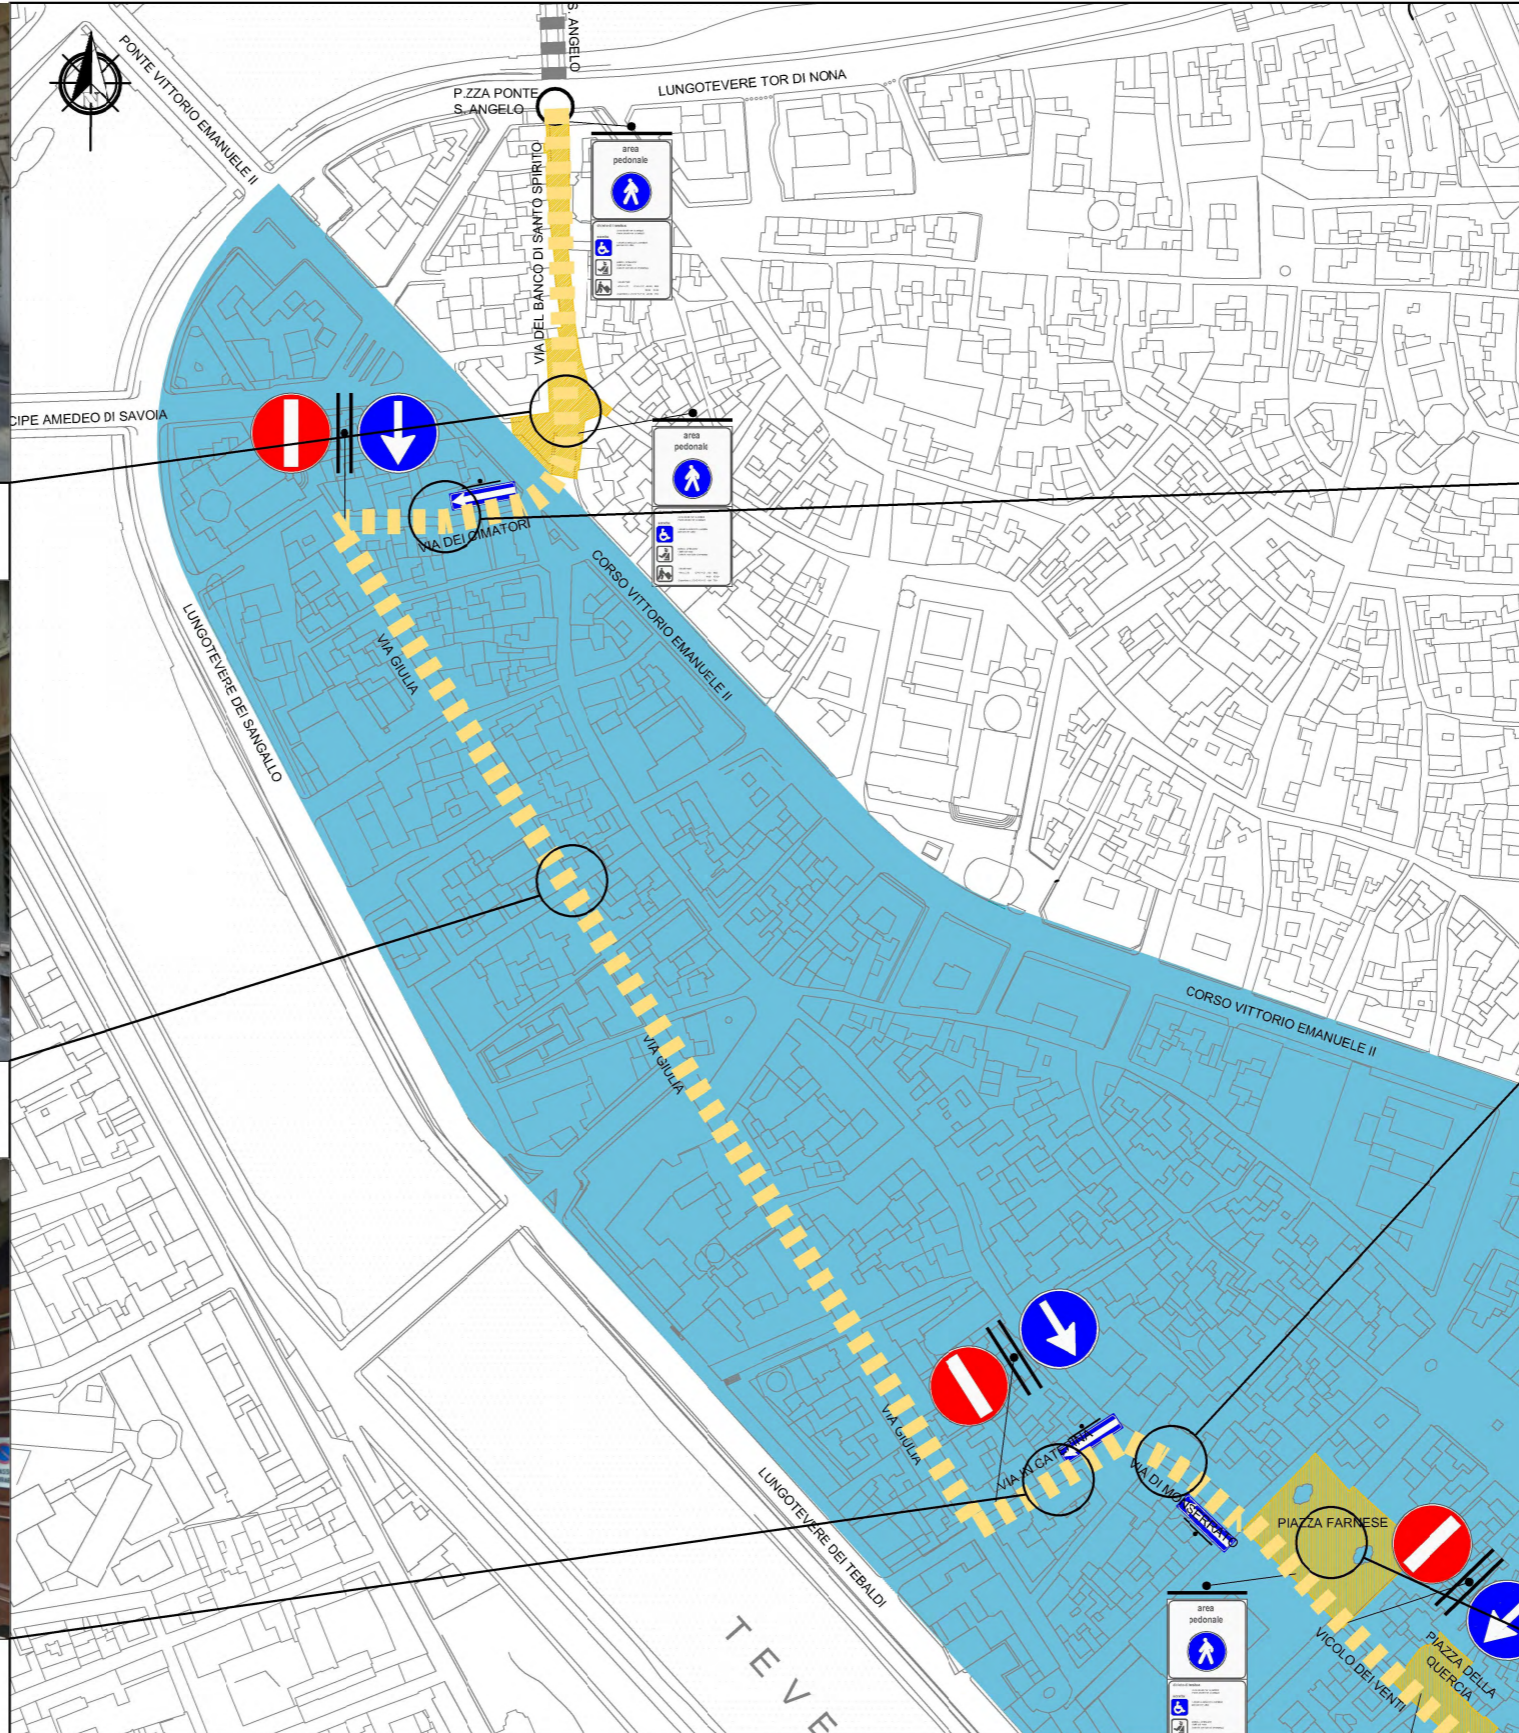 S. ANGELO
PONTE VITTORIO EMANUELE II
N
P.ZZA PONTE
S. ANGELO
LUNGOTEVERE TOR DI NONA
area
pedonale
VIA DEL BANCO DI SANTO SPIRITO
CIPE AMEDEO DI SAVOIA
area
pedonale
VIA DEI CIMATORI
CORSO VITTORIO EMANUELE II
LUNGOTEVERE DEI SANGALLO
VIA GIULIA
CORSO VITTORIO EMANUELE II
VIA GIULIA
VIA GIULIA
VIA IN CATERINA
VIA DI MONSERRATO
PIAZZA FARNESE
LUNGOTEVERE DEI TEBALDI
area
pedonale
VICOLO DEI VENTI
PIAZZA DELLA
QUERCIA
TEVE